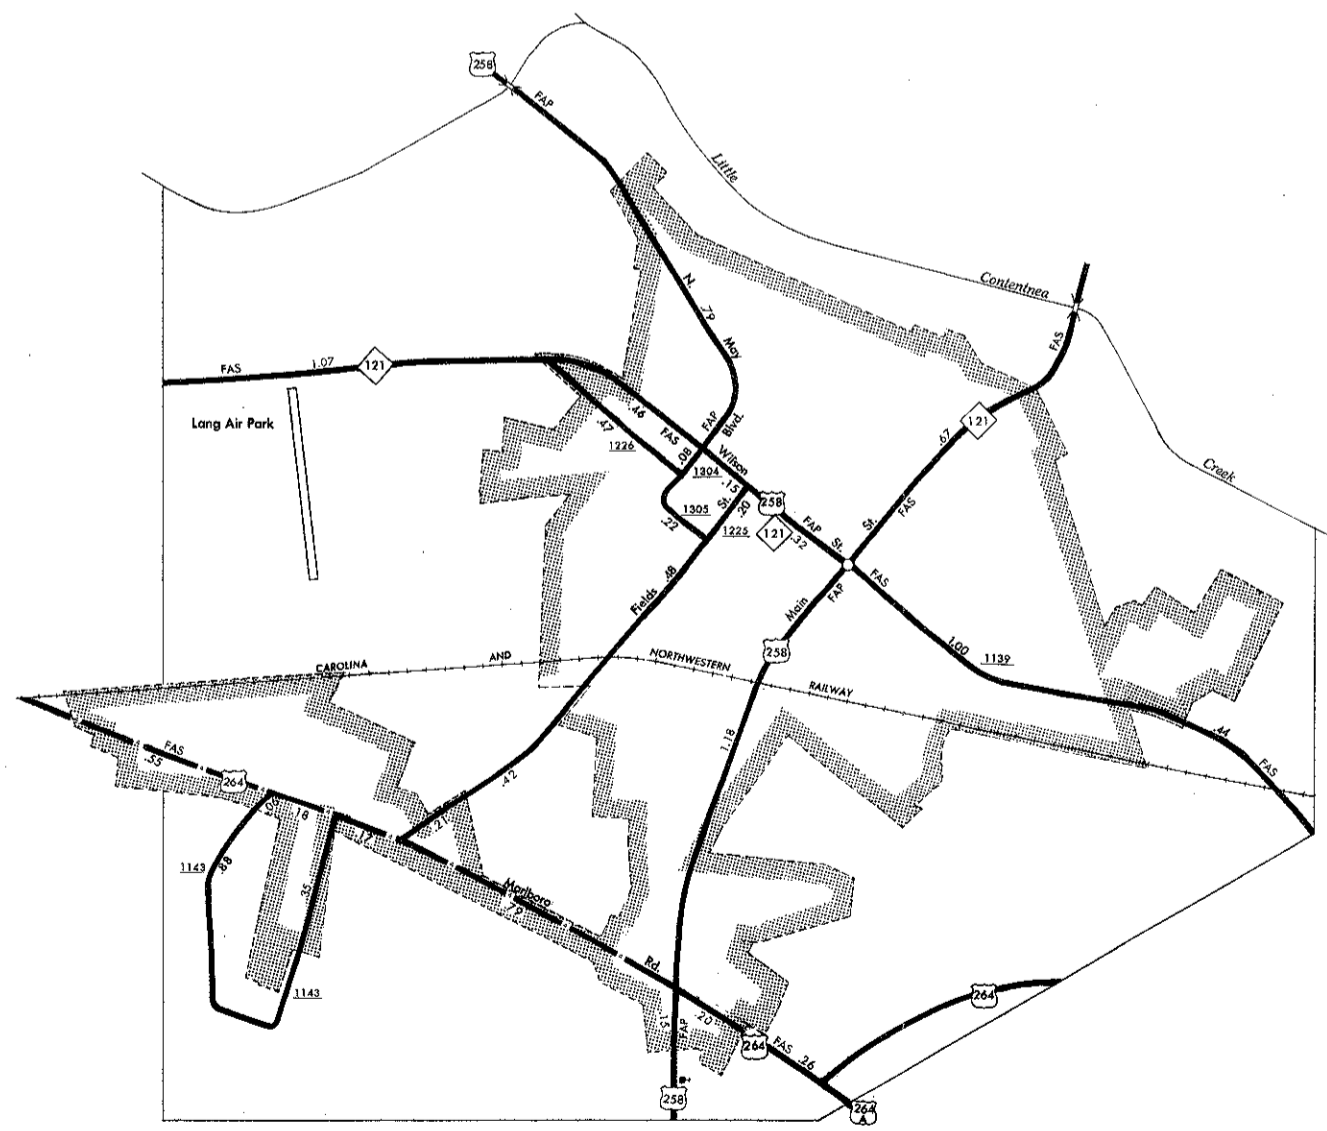 258
FAP
Little
Contentnea
Creek
N.
.79
May
FAP
Blvd.
FAS
1.07
121
Lang Air Park
.46
FAS
.47
1226
.08
Wilson
1304
.15
St.
.20
1305
.22
1225
258
121
FAP
St.
.32
FAS
121
.67
St.
FAS
FAS
1.00
1139
.44
FAS
Fields
.48
Main
FAP
258
CAROLINA AND NORTHWESTERN RAILWAY
1.18
.42
.21
FAS
.55
264
.06
.18
.17
1143
.88
.35
1143
Marlboro
.79
Rd.
.15
FAP
.20
264
FAS .26
264
258
264
A